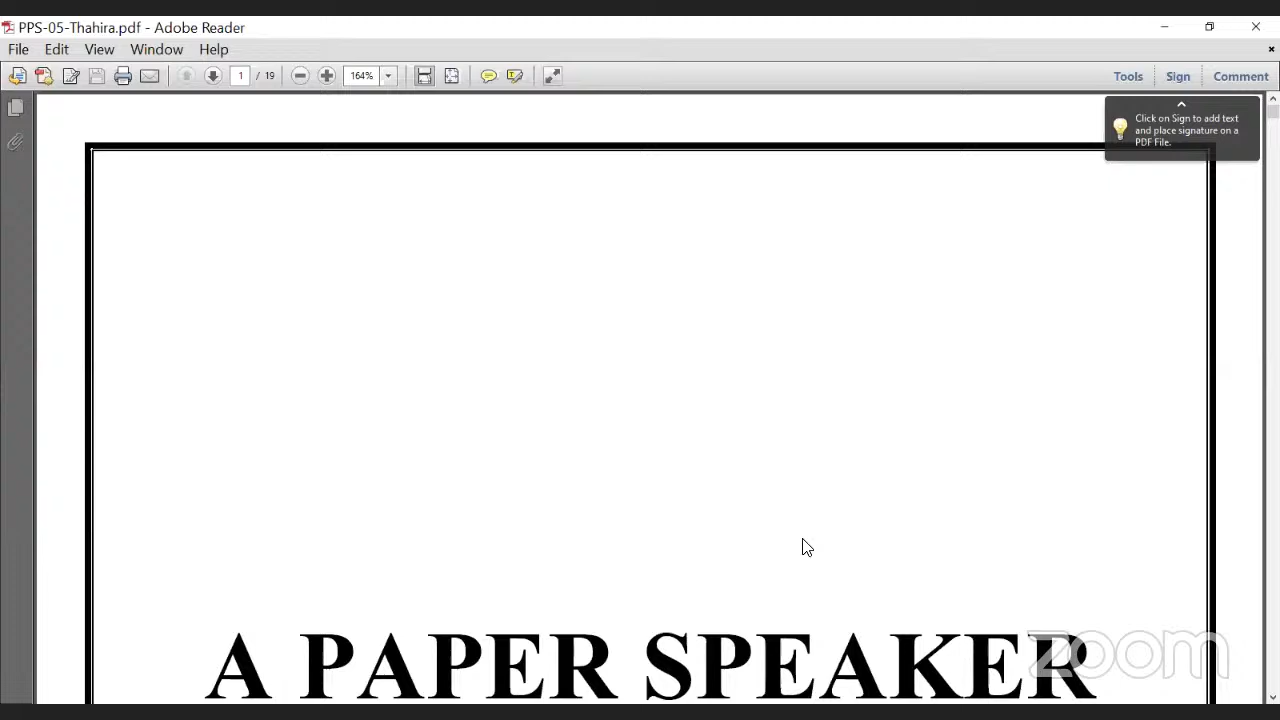 PPS-05-Thahira.pdf - Adobe Reader
File Edit View Window Help
1 / 19 164% Tools Sign Comment
Click on Sign to add text
and place signature on a
PDF File.
A PAPER SPEAKER
zoom